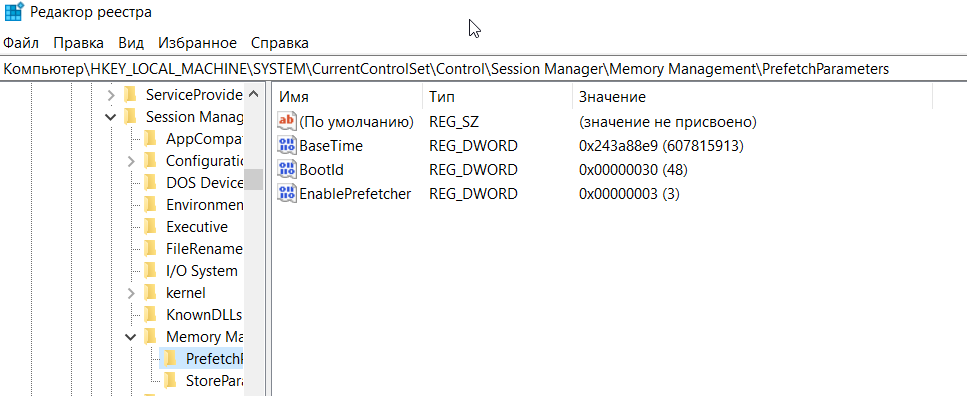 Редактор реестра
Файл Правка Вид Избранное Справка
Компьютер\HKEY_LOCAL_MACHINE\SYSTEM\CurrentControlSet\Control\Session Manager\Memory Management\PrefetchParameters
ServiceProvide
Session Manag
AppCompat
Configuratic
DOS Device
Environmen
Executive
FileRename
I/O System
kernel
KnownDLLs
Memory Ma
PrefetchP
StorePara
Имя Тип Значение
(По умолчанию) REG_SZ (значение не присвоено)
BaseTime REG_DWORD 0x243a88e9 (607815913)
BootId REG_DWORD 0x00000030 (48)
EnablePrefetcher REG_DWORD 0x00000003 (3)